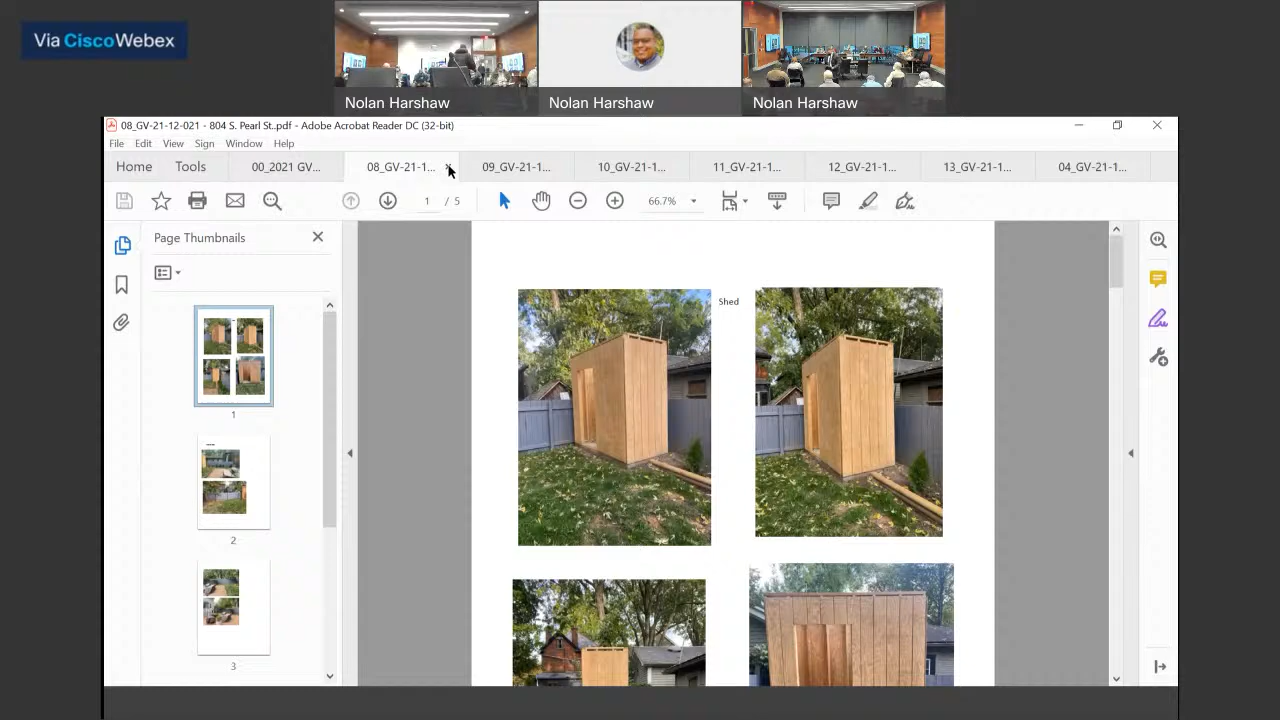 Via CiscoWebex
Nolan Harshaw
Nolan Harshaw
Nolan Harshaw
08_GV-21-12-021 - 804 S. Pearl St..pdf - Adobe Acrobat Reader DC (32-bit)
File Edit View Sign Window Help
Home Tools 00_2021 GV... 08_GV-21-1... 09_GV-21-1... 10_GV-21-1... 11_GV-21-1... 12_GV-21-1... 13_GV-21-1... 04_GV-21-1...
1 / 5 66.7%
Page Thumbnails
Shed
1
2
3